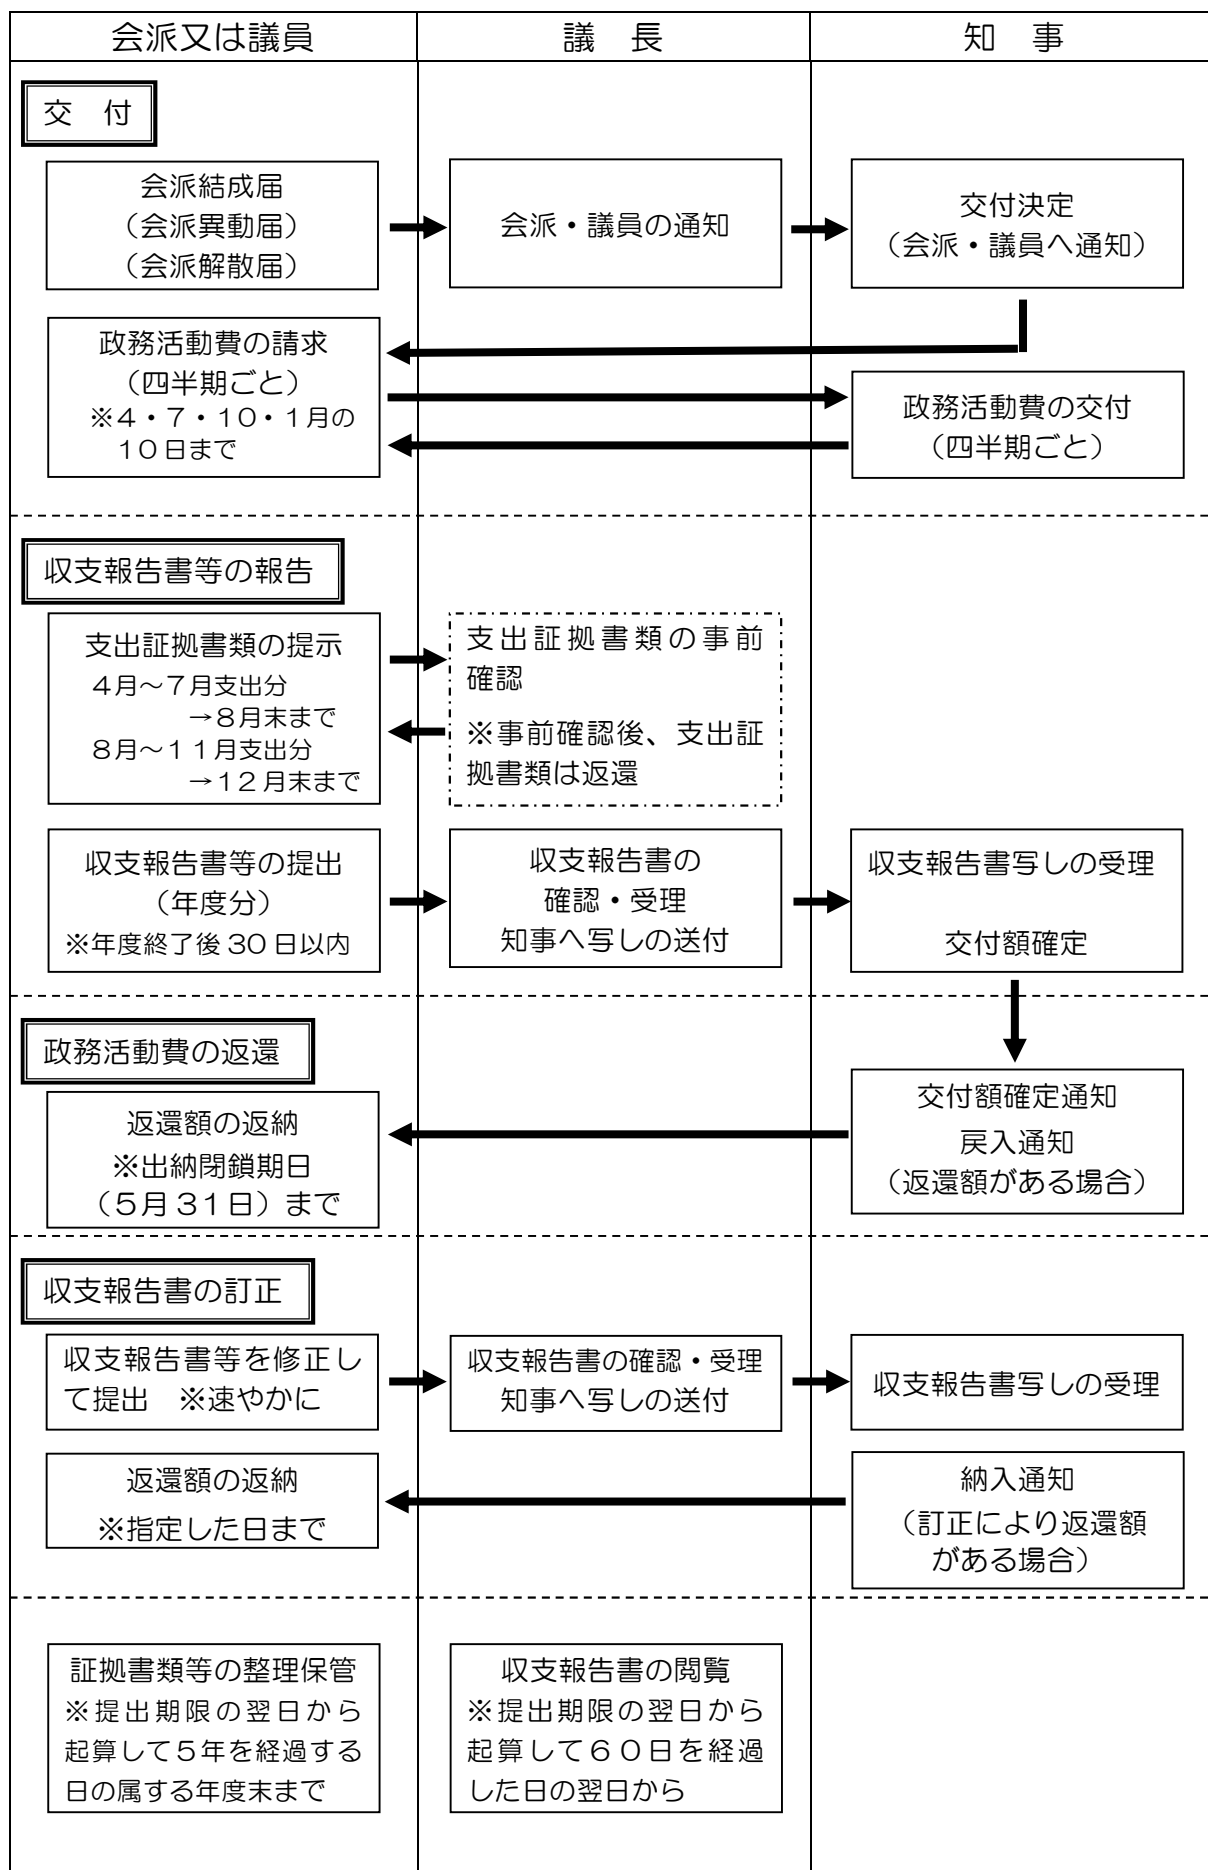 会派又は議員
議　長
知　事
交　付
会派結成届
（会派異動届）
（会派解散届）
会派・議員の通知
交付決定
（会派・議員へ通知）
政務活動費の請求
（四半期ごと）
※４・７・１０・１月の
１０日まで
政務活動費の交付
（四半期ごと）
収支報告書等の報告
支出証拠書類の提示
４月～７月支出分
→８月末まで
８月～１１月支出分
→１２月末まで
支出証拠書類の事前
確認
※事前確認後、支出証
拠書類は返還
収支報告書等の提出
（年度分）
※年度終了後 30 日以内
収支報告書の
確認・受理
知事へ写しの送付
収支報告書写しの受理
交付額確定
政務活動費の返還
返還額の返納
※出納閉鎖期日
（５月３１日）まで
交付額確定通知
戻入通知
（返還額がある場合）
収支報告書の訂正
収支報告書等を修正し
て提出　※速やかに
収支報告書の確認・受理
知事へ写しの送付
収支報告書写しの受理
返還額の返納
※指定した日まで
納入通知
（訂正により返還額
がある場合）
証拠書類等の整理保管
※提出期限の翌日から
起算して５年を経過する
日の属する年度末まで
収支報告書の閲覧
※提出期限の翌日から
起算して６０日を経過
した日の翌日から